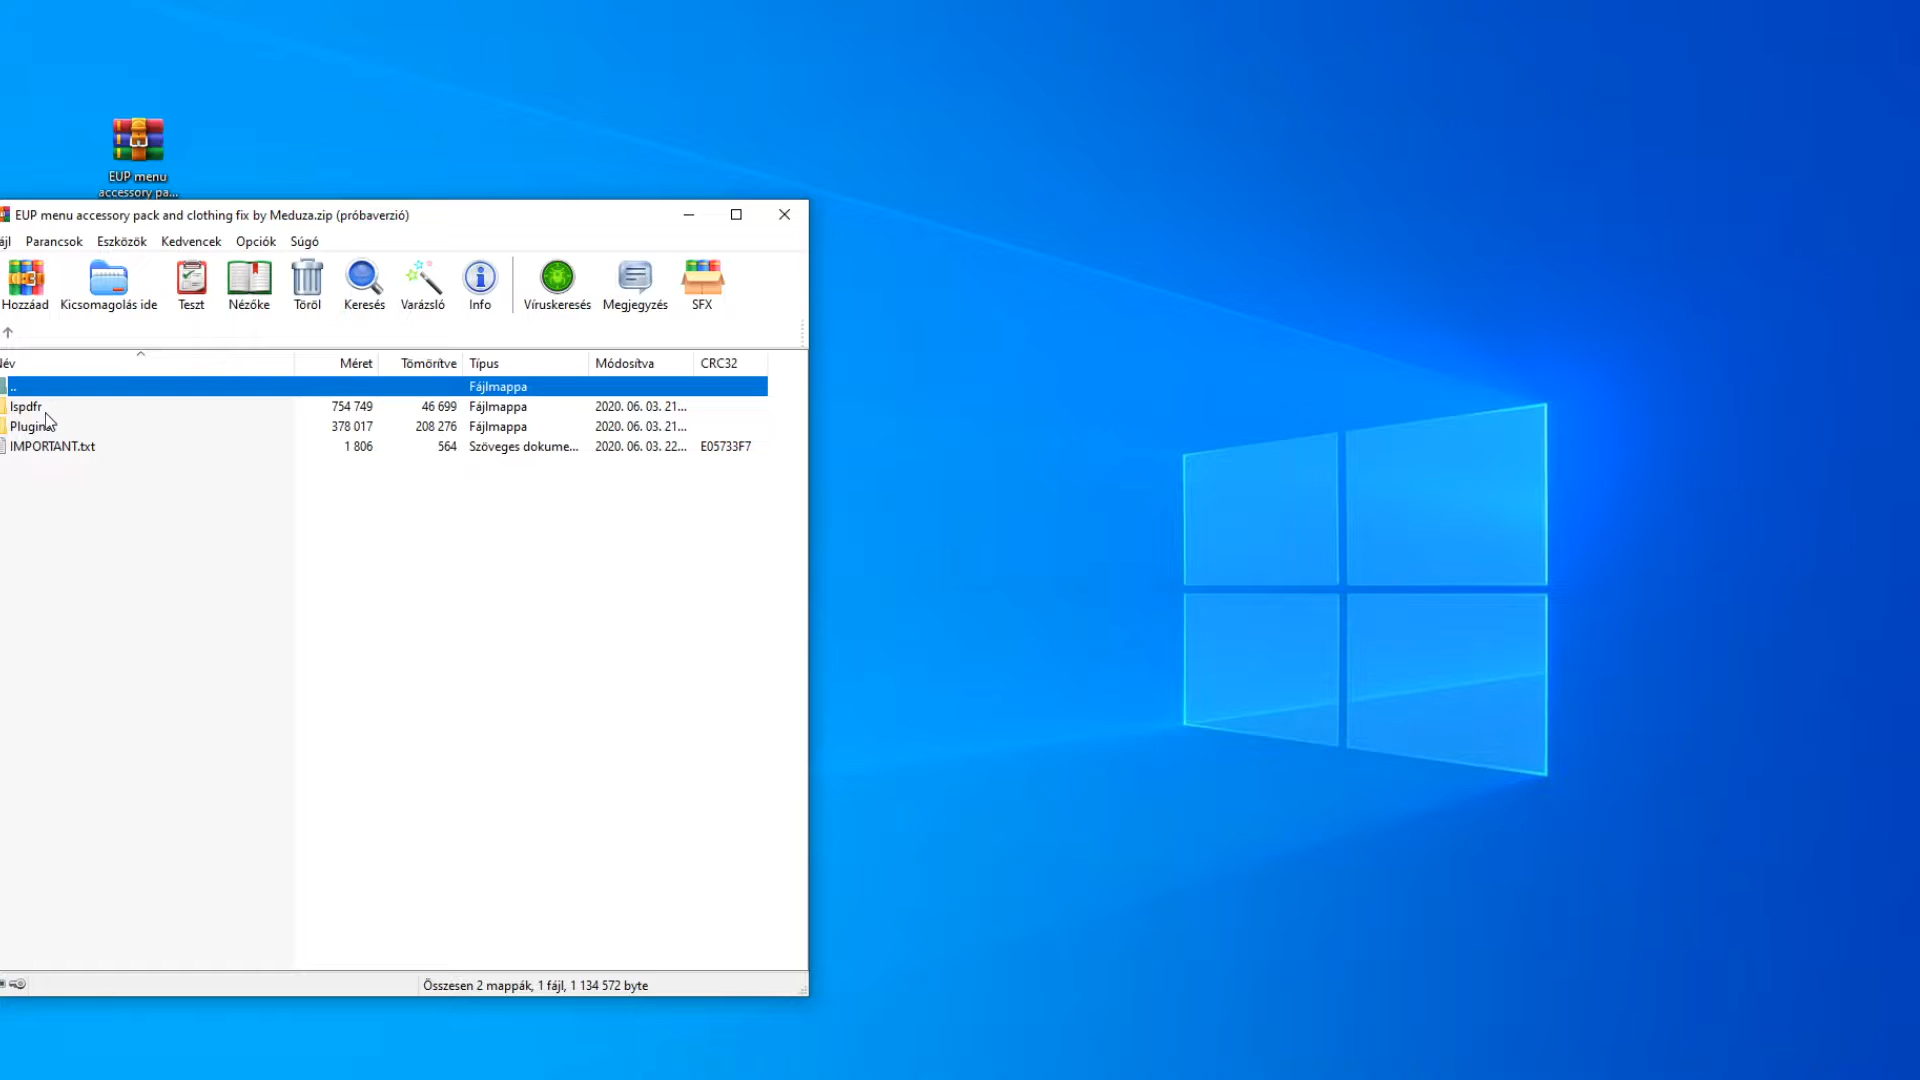 EUP menu
accessory pa...
EUP menu accessory pack and clothing fix by Meduza.zip (próbaverzió)
ájl Parancsok Eszközök Kedvencek Opciók Súgó
Hozzáad Kicsomagolás ide Teszt Nézőke Töröl Keresés Varázsló Info Víruskeresés Megjegyzés SFX
Név Méret Tömörítve Típus Módosítva CRC32
.. Fájlmappa
lspdfr 754 749 46 699 Fájlmappa 2020. 06. 03. 21...
Plugins 378 017 208 276 Fájlmappa 2020. 06. 03. 21...
IMPORTANT.txt 1 806 564 Szöveges dokume... 2020. 06. 03. 22... E05733F7
Összesen 2 mappák, 1 fájl, 1 134 572 byte